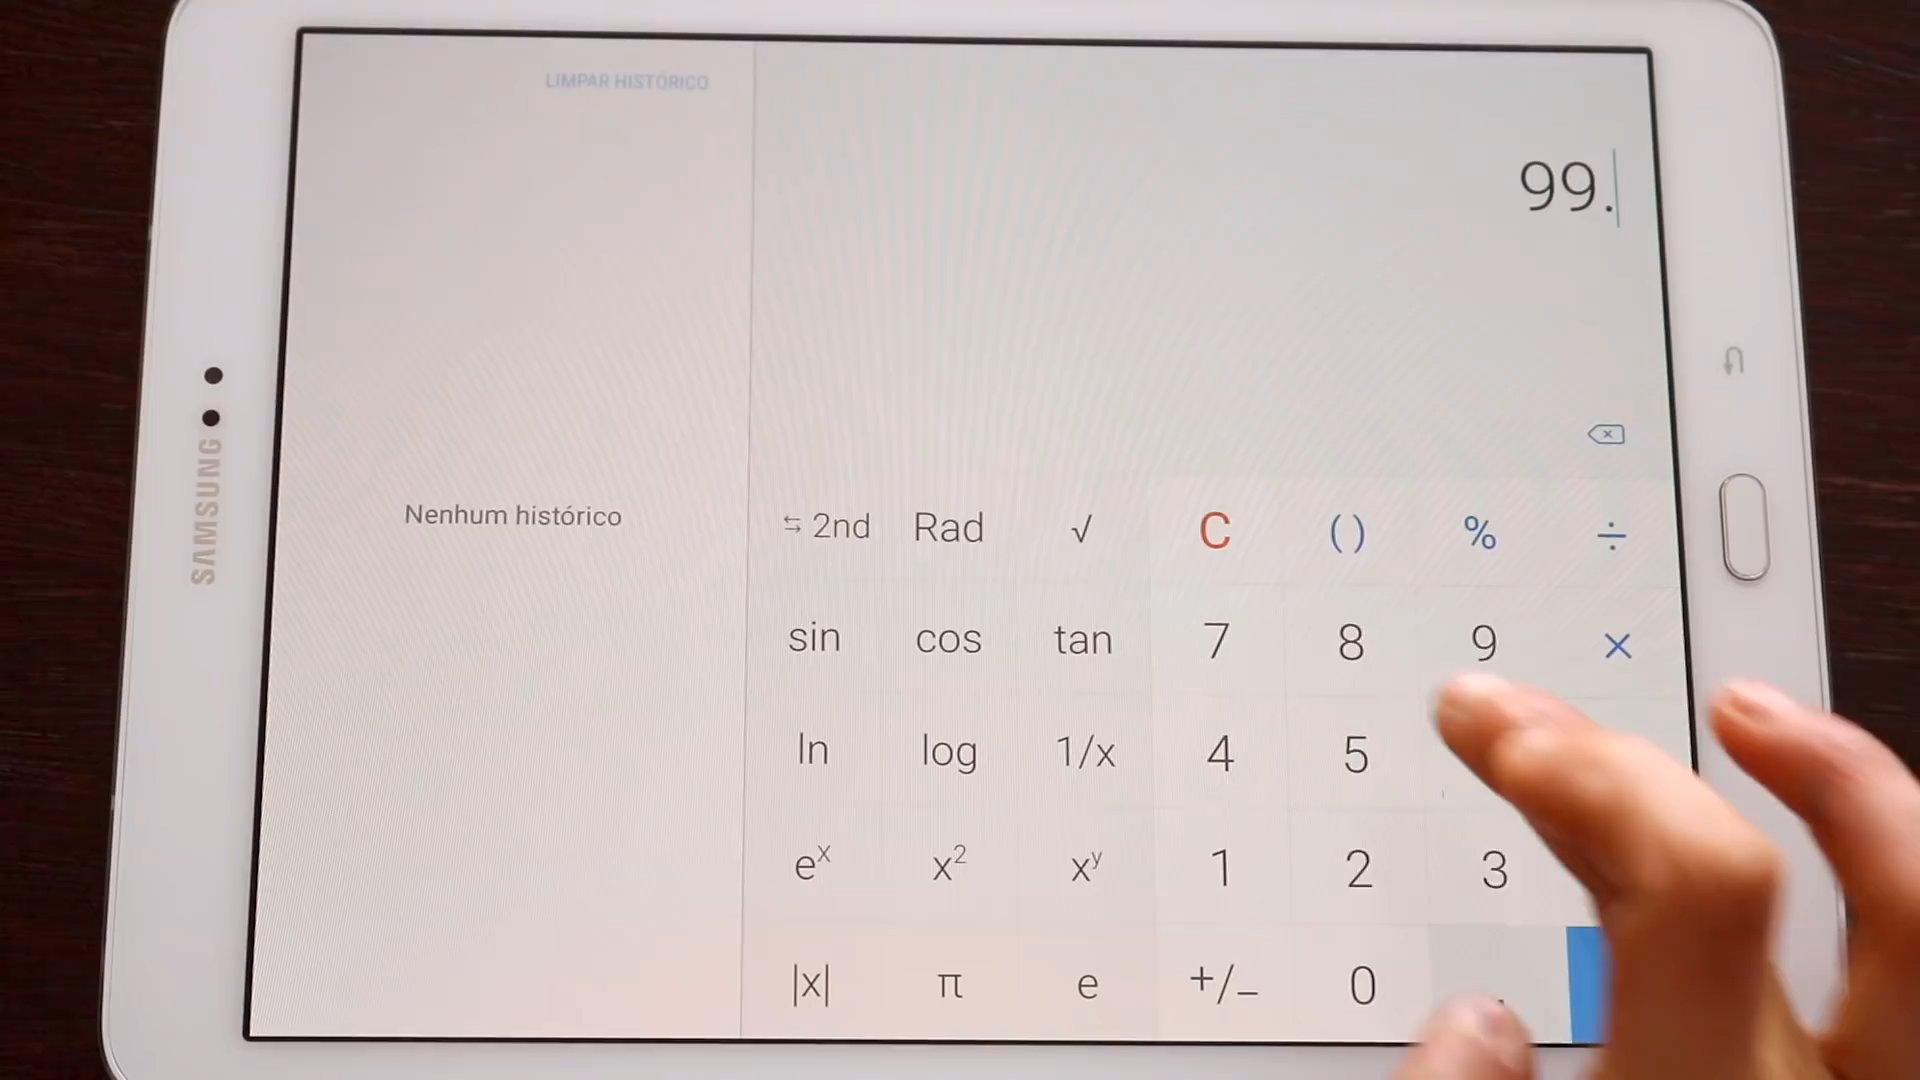 LIMPAR HISTÓRICO
99.
SAMSUNG
Nenhum histórico
⇆ 2nd Rad √ C ( ) % ÷
sin cos tan 7 8 9 ×
ln log 1/x 4 5
eˣ x² xʸ 1 2 3
|x| π e +/− 0 .